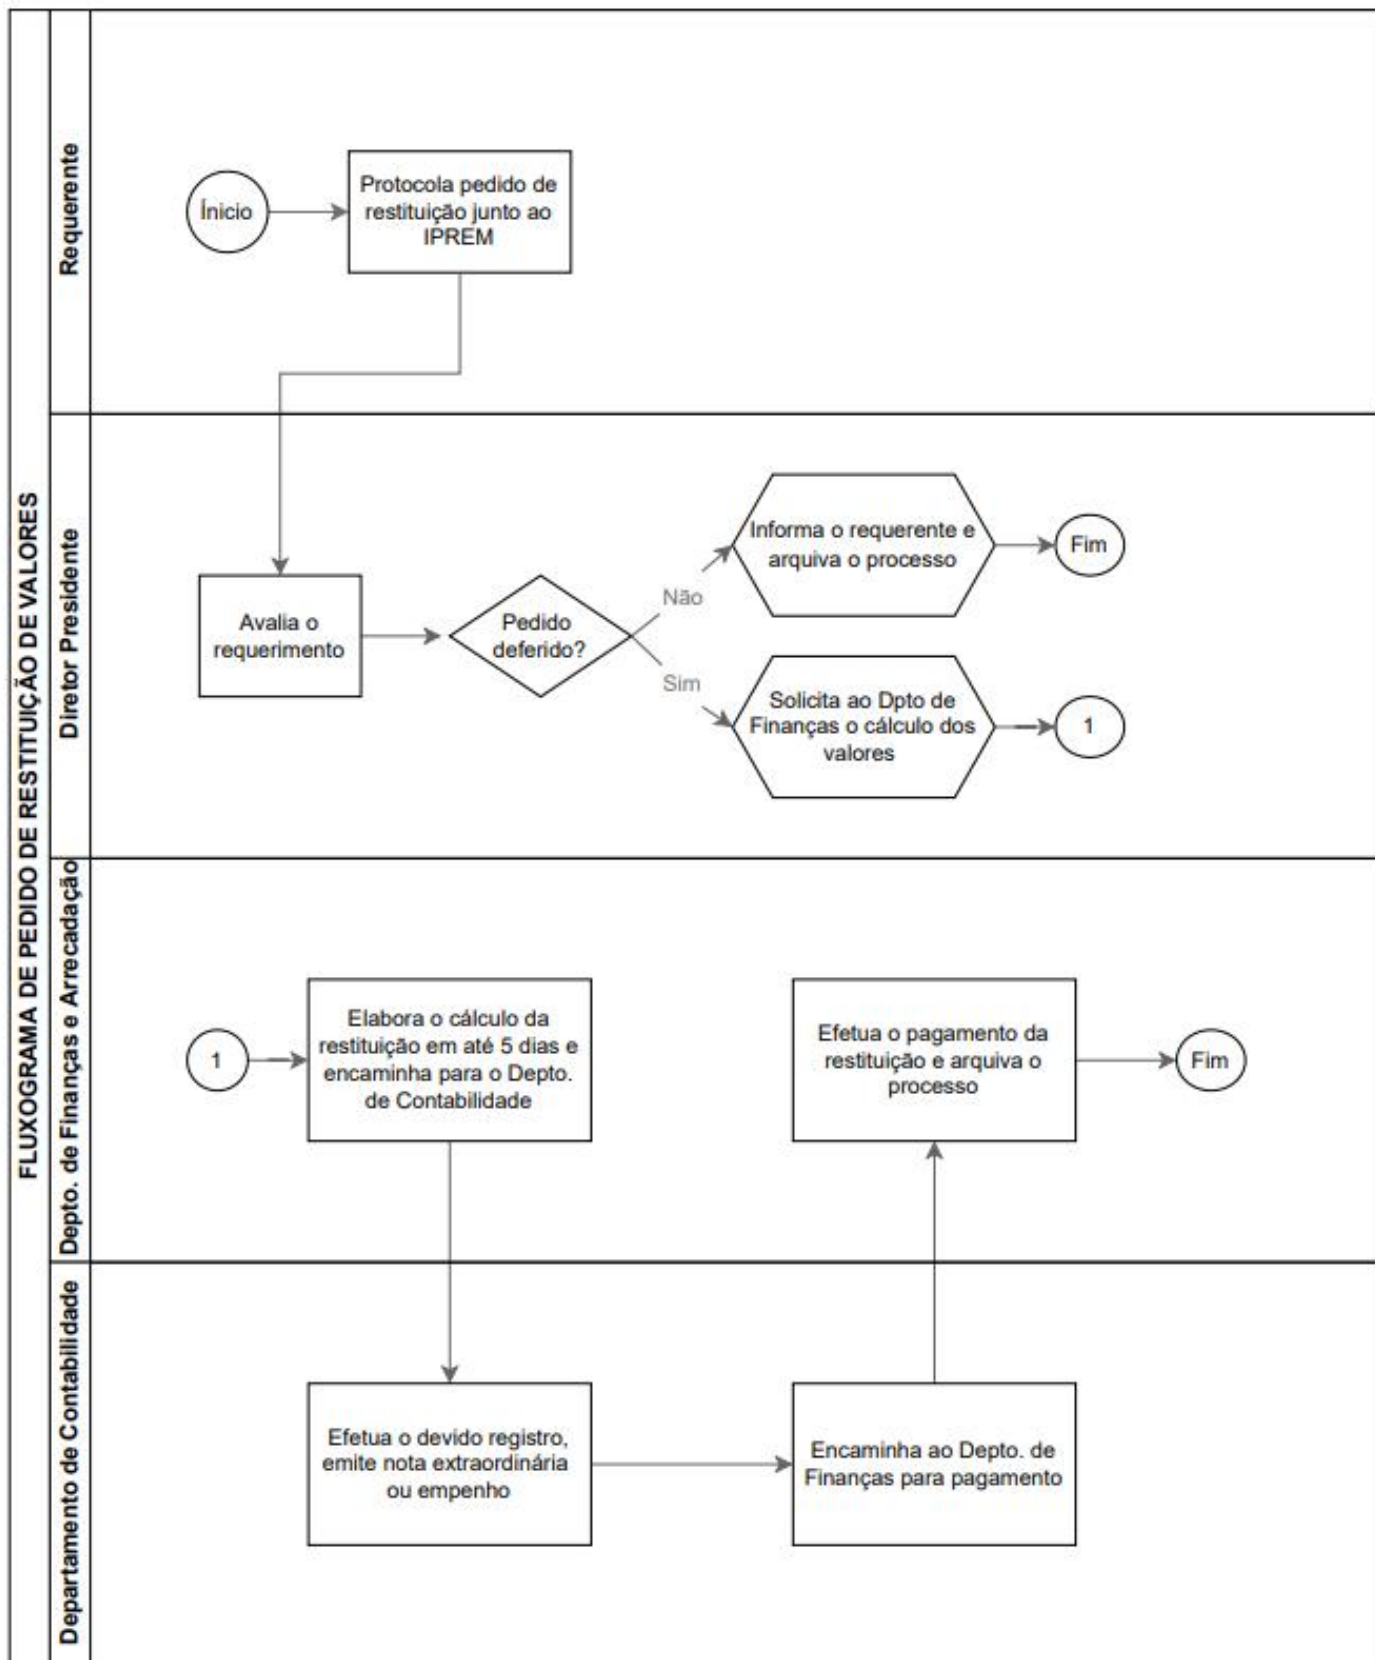 FLUXOGRAMA DE PEDIDO DE RESTITUIÇÃO DE VALORES
Requerente
Ínicio
Protocola pedido de
restituição junto ao
IPREM
Diretor Presidente
Avalia o
requerimento
Pedido
deferido?
Não
Informa o requerente e
arquiva o processo
Fim
Sim
Solicita ao Dpto de
Finanças o cálculo dos
valores
1
Depto. de Finanças e Arrecadação
1
Elabora o cálculo da
restituição em até 5 dias e
encaminha para o Depto.
de Contabilidade
Efetua o pagamento da
restituição e arquiva o
processo
Fim
Departamento de Contabilidade
Efetua o devido registro,
emite nota extraordinária
ou empenho
Encaminha ao Depto. de
Finanças para pagamento